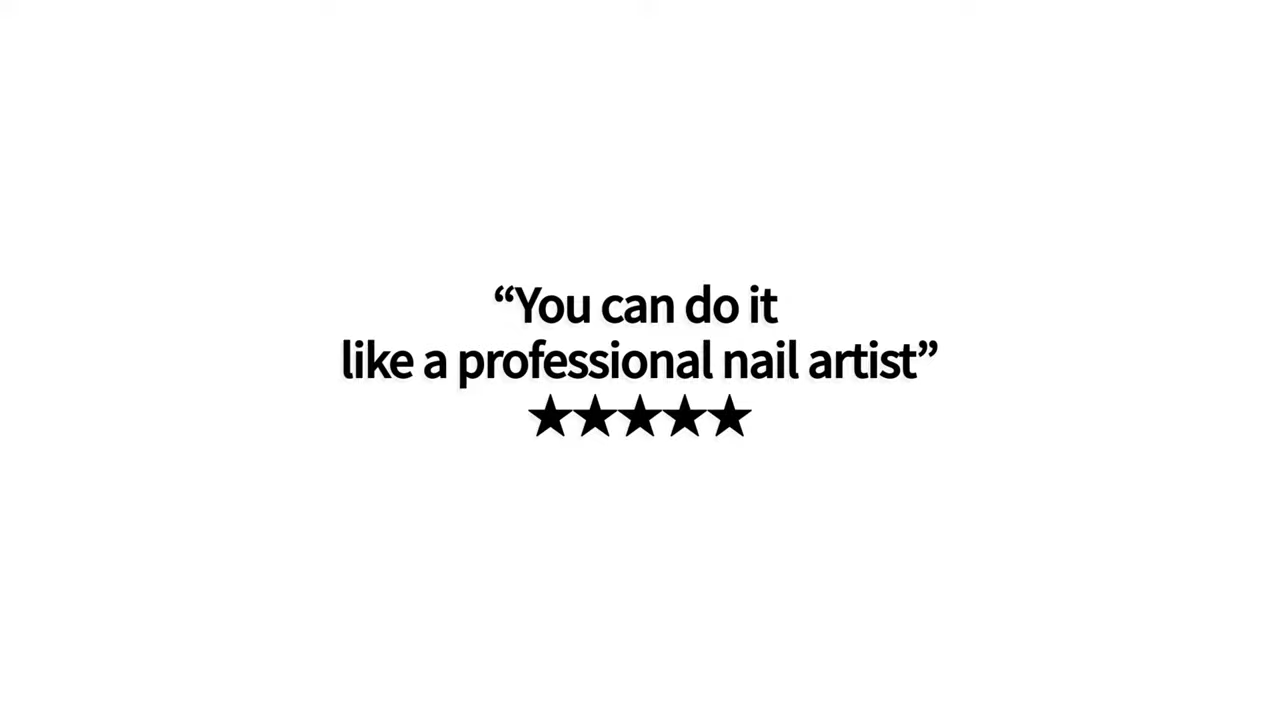 “You can do it
like a professional nail artist”
★★★★★